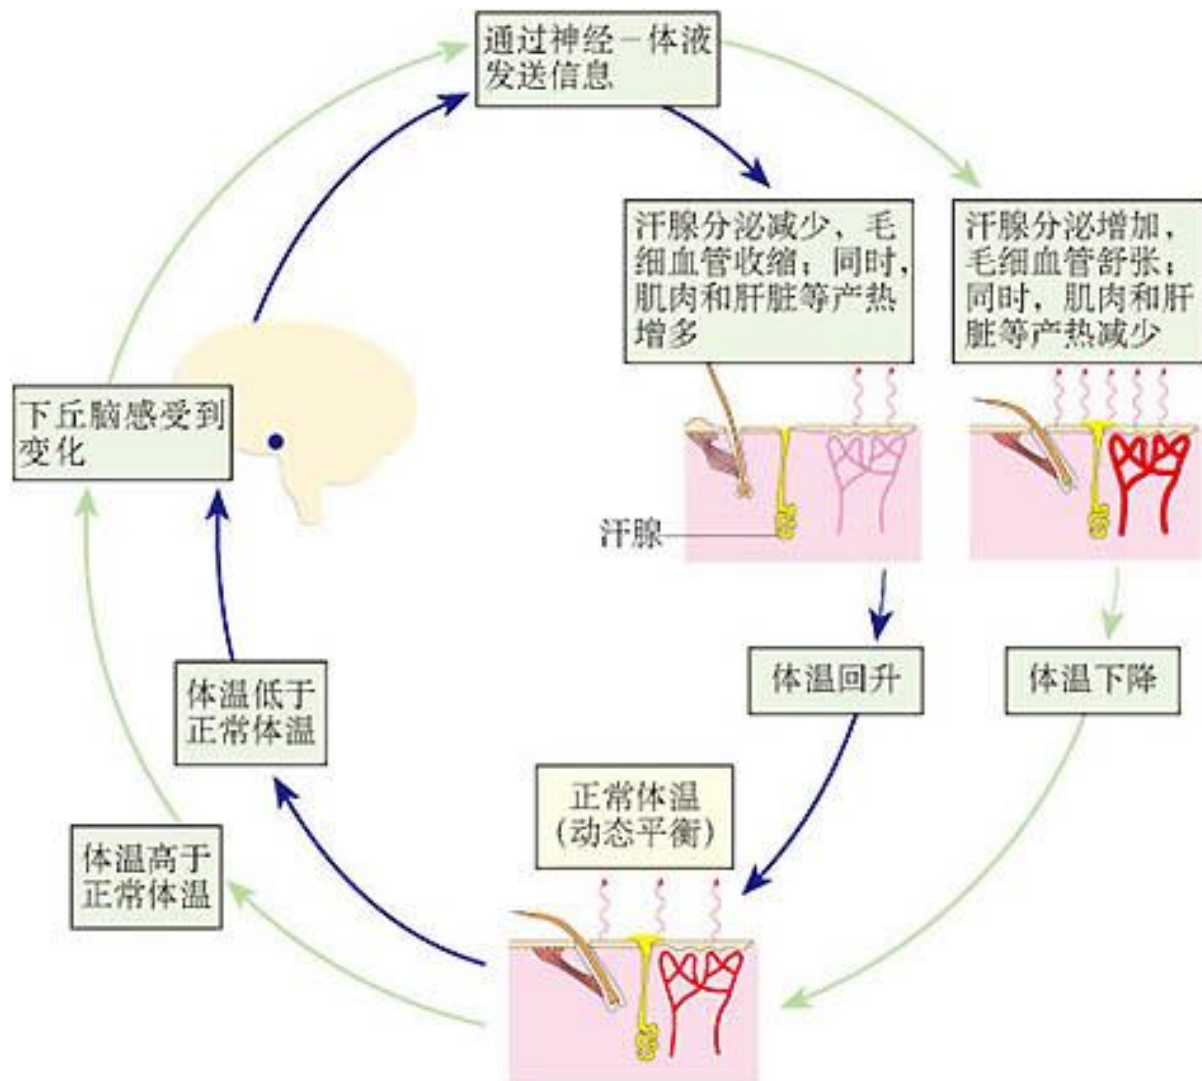 通过神经－体液
发送信息
汗腺分泌减少、毛
细血管收缩；同时，
肌肉和肝脏等产热
增多
汗腺分泌增加，
毛细血管舒张；
同时，肌肉和肝
脏等产热减少
下丘脑感受到
变化
汗腺
体温低于
正常体温
体温回升
体温下降
正常体温
(动态平衡)
体温高于
正常体温